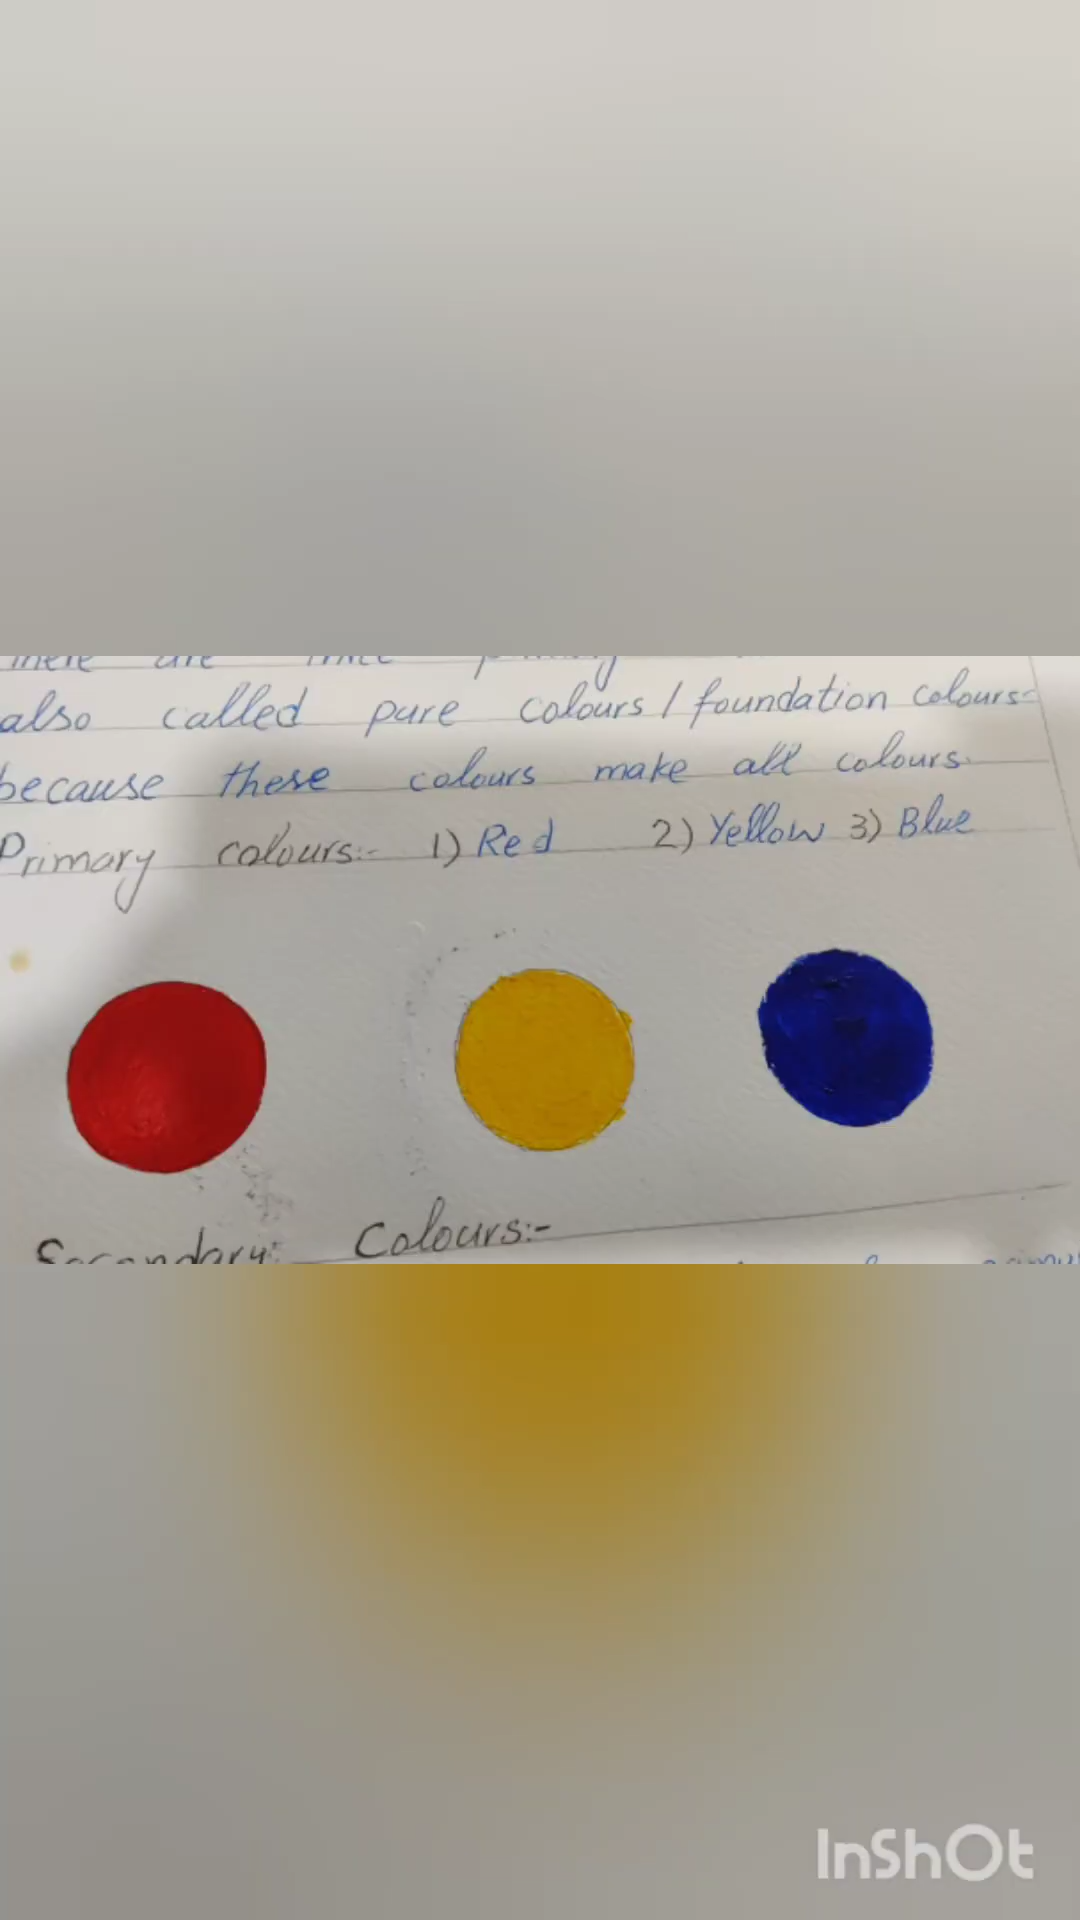 also called pure colours / foundation colours:-
because these colours make all colours.
Primary colours:- 1) Red 2) Yellow 3) Blue
Secondary: Colours:-
InShOt